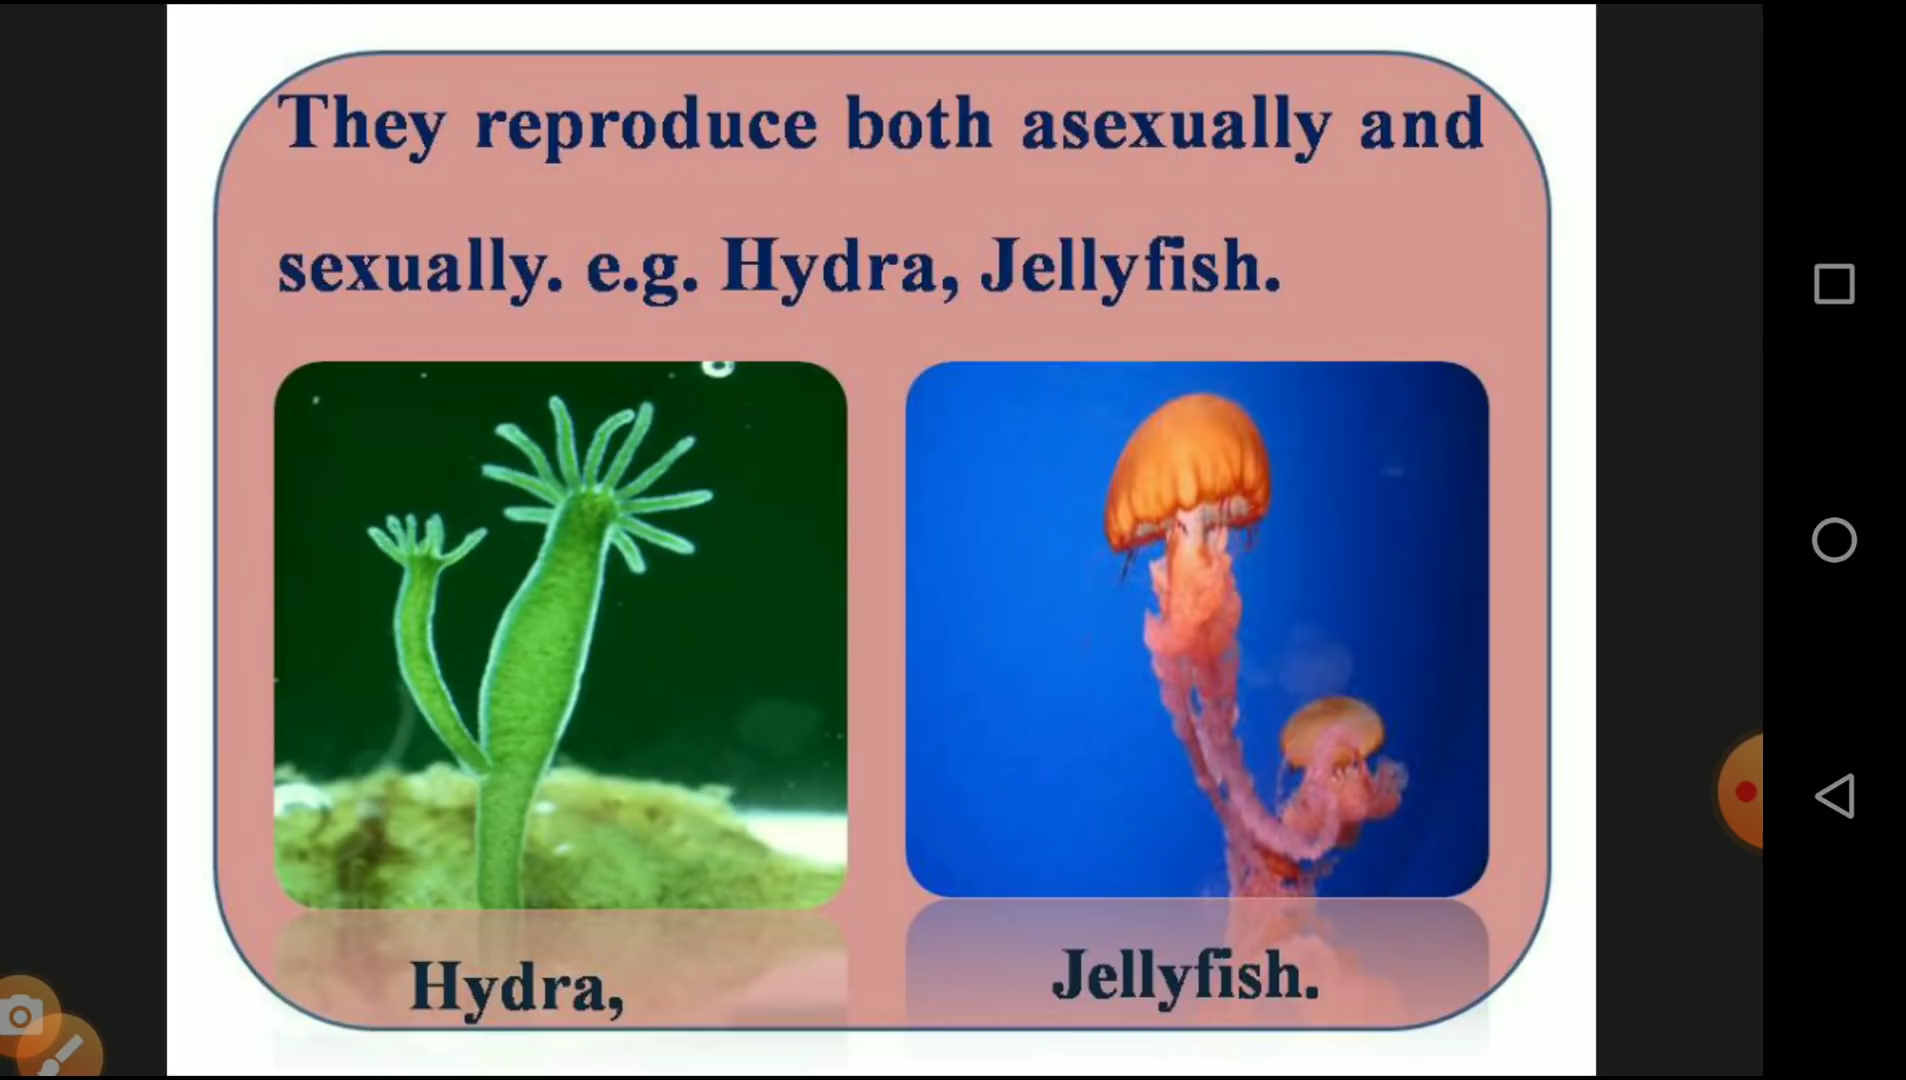 They reproduce both asexually and
sexually. e.g. Hydra, Jellyfish.
Hydra,
Jellyfish.